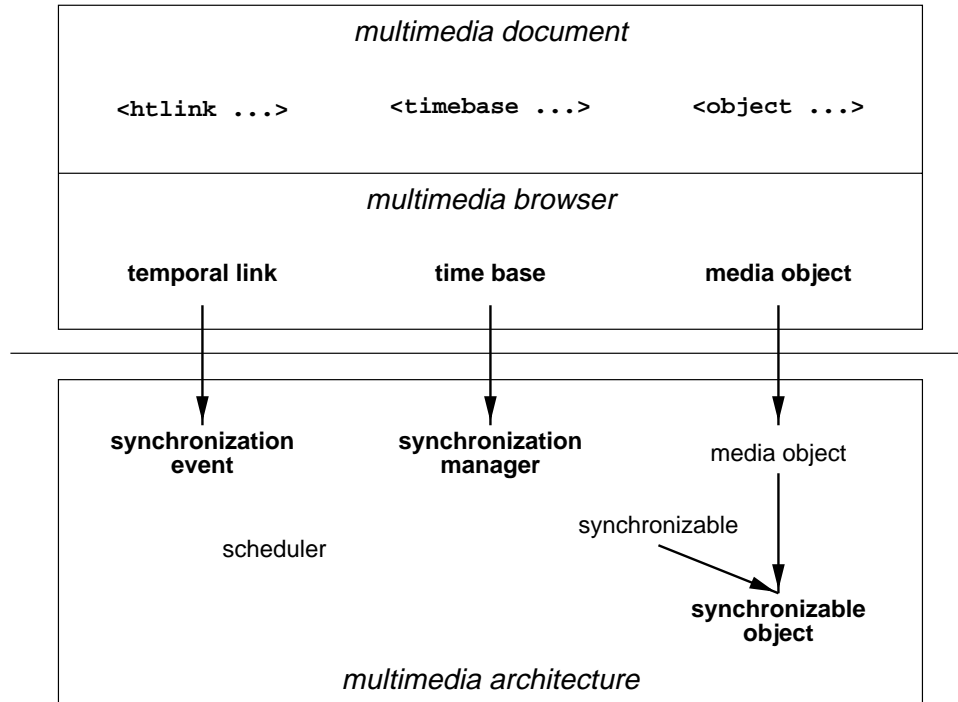 multimedia document
<htlink ...> <timebase ...> <object ...>
multimedia browser
temporal link time base media object
synchronization event
synchronization manager
media object
synchronizable
scheduler
synchronizable object
multimedia architecture